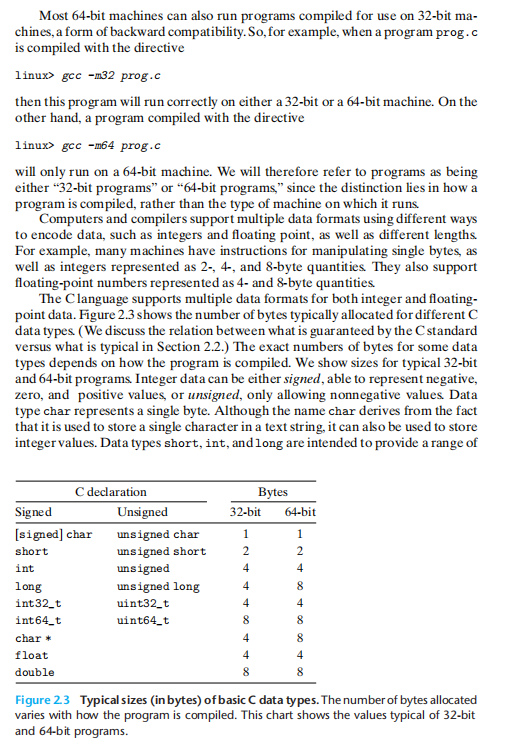 Most 64-bit machines can also run programs compiled for use on 32-bit ma-
chines, a form of backward compatibility. So, for example, when a program prog.c
is compiled with the directive
linux> gcc -m32 prog.c
then this program will run correctly on either a 32-bit or a 64-bit machine. On the
other hand, a program compiled with the directive
linux> gcc -m64 prog.c
will only run on a 64-bit machine. We will therefore refer to programs as being
either “32-bit programs” or “64-bit programs,” since the distinction lies in how a
program is compiled, rather than the type of machine on which it runs.
Computers and compilers support multiple data formats using different ways
to encode data, such as integers and floating point, as well as different lengths.
For example, many machines have instructions for manipulating single bytes, as
well as integers represented as 2-, 4-, and 8-byte quantities. They also support
floating-point numbers represented as 4- and 8-byte quantities.
The C language supports multiple data formats for both integer and floating-
point data. Figure 2.3 shows the number of bytes typically allocated for different C
data types. (We discuss the relation between what is guaranteed by the C standard
versus what is typical in Section 2.2.) The exact numbers of bytes for some data
types depends on how the program is compiled. We show sizes for typical 32-bit
and 64-bit programs. Integer data can be either signed, able to represent negative,
zero, and positive values, or unsigned, only allowing nonnegative values. Data
type char represents a single byte. Although the name char derives from the fact
that it is used to store a single character in a text string, it can also be used to store
integer values. Data types short, int, and long are intended to provide a range of
C declaration Bytes
Signed Unsigned 32-bit 64-bit
[signed] char unsigned char 1 1
short unsigned short 2 2
int unsigned 4 4
long unsigned long 4 8
int32_t uint32_t 4 4
int64_t uint64_t 8 8
char * 4 8
float 4 4
double 8 8
Figure 2.3 Typical sizes (in bytes) of basic C data types. The number of bytes allocated
varies with how the program is compiled. This chart shows the values typical of 32-bit
and 64-bit programs.